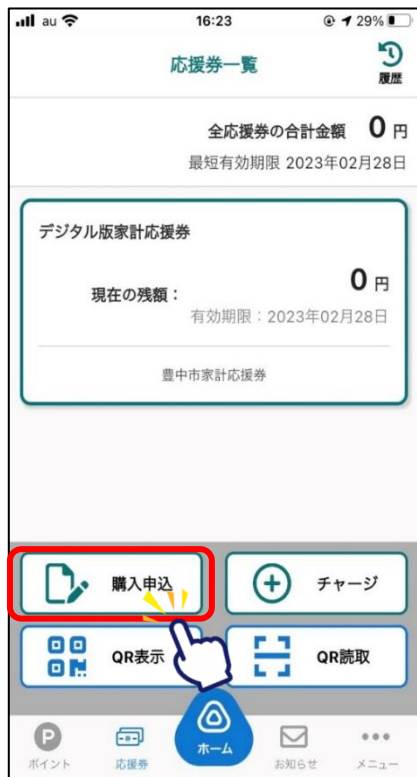 au 16:23 29%
応援券一覧
履歴
全応援券の合計金額 0 円
最短有効期限 2023年02月28日
デジタル版家計応援券
現在の残額： 0 円
有効期限：2023年02月28日
豊中市家計応援券
購入申込 チャージ
QR表示 QR読取
P
ポイント 応援券 ホーム お知らせ メニュー